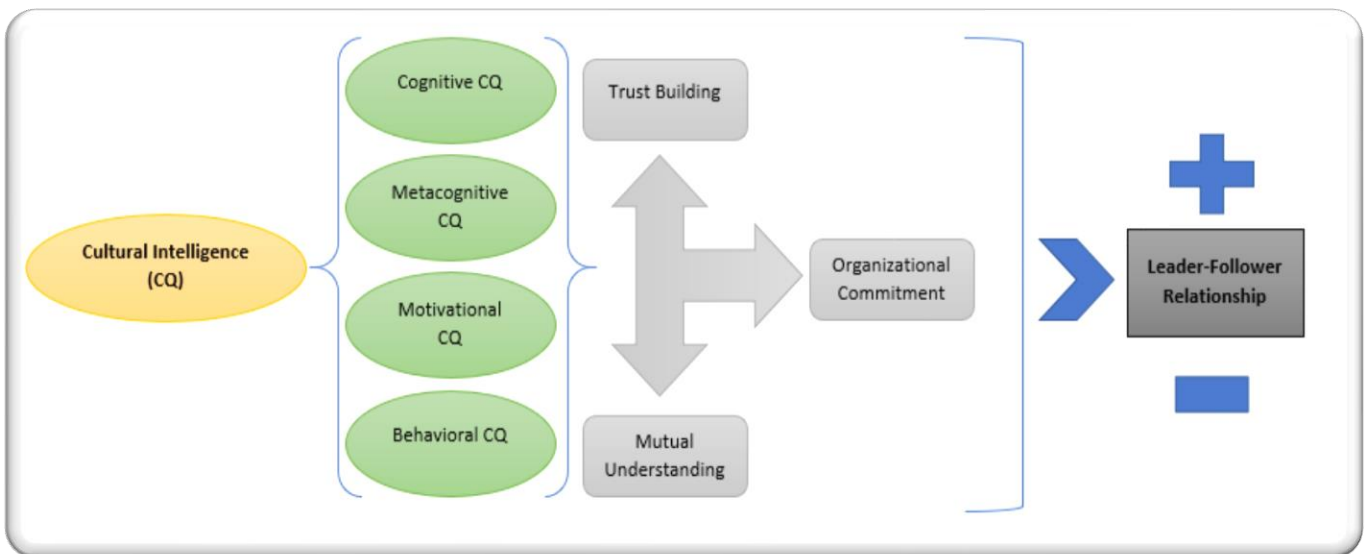 Cultural Intelligence
(CQ)
Cognitive CQ
Metacognitive
CQ
Motivational
CQ
Behavioral CQ
Trust Building
Mutual
Understanding
Organizational
Commitment
Leader-Follower
Relationship